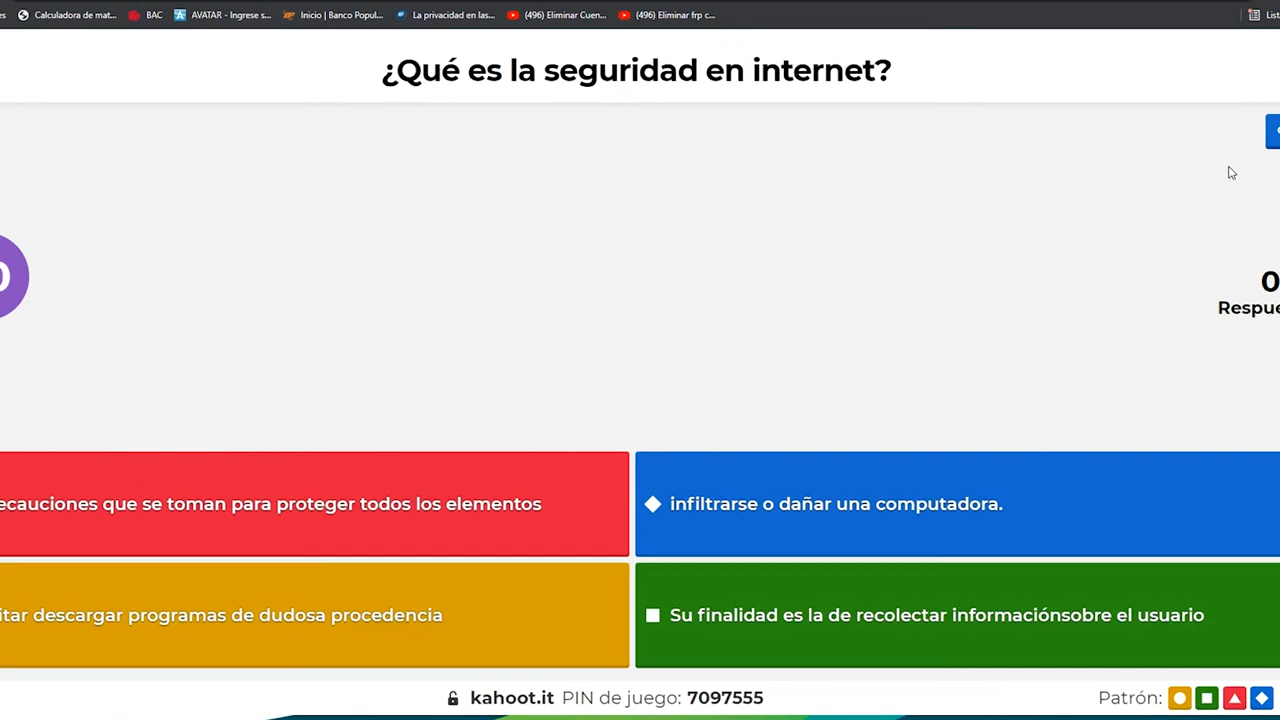 Calculadora de mat...
BAC
AVATAR - Ingrese s...
Inicio | Banco Popul...
La privacidad en las...
(496) Eliminar Cuen...
(496) Eliminar frp c...
¿Qué es la seguridad en internet?
0
que se toman para proteger todos los elementos
infiltrarse o dañar una computadora.
descargar programas de dudosa procedencia
Su finalidad es la de recolectar informaciónsobre el usuario
kahoot.it PIN de juego: 7097555
Patrón: